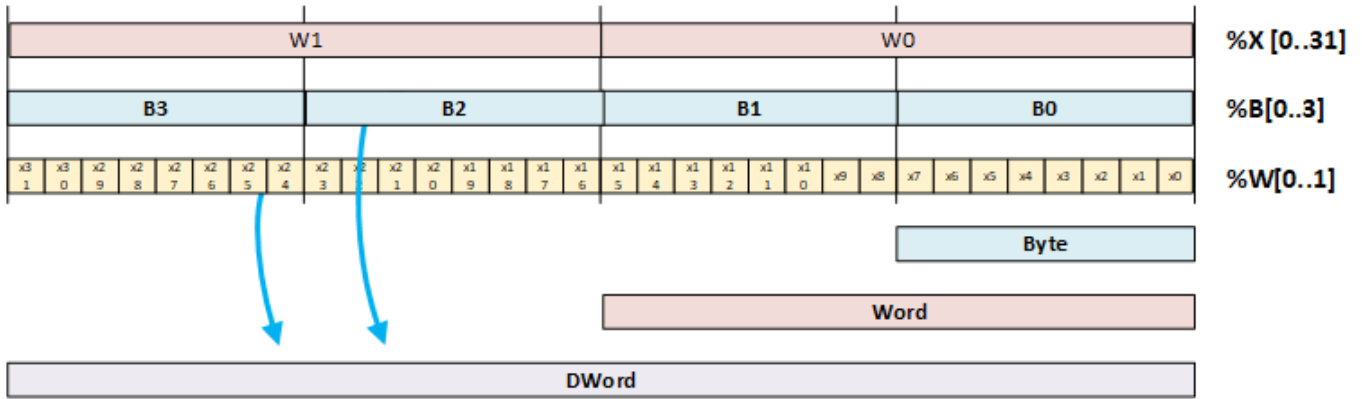 W1 W0 %X [0..31]
B3 B2 B1 B0 %B[0..3]
x31 x30 x29 x28 x27 x26 x25 x24 x23 x21 x20 x19 x18 x17 x16 x15 x14 x13 x12 x11 x10 x9 x8 x7 x6 x5 x4 x3 x2 x1 x0 %W[0..1]
Byte
Word
DWord